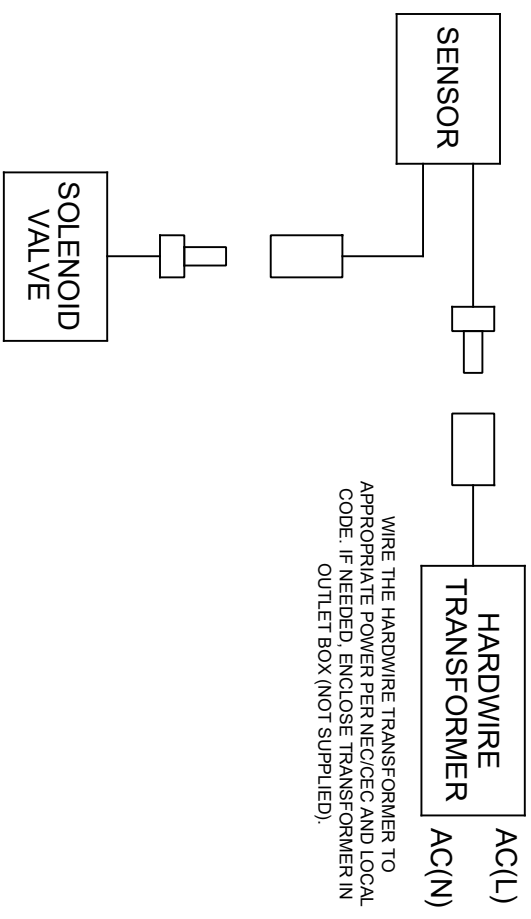 SENSOR
HARDWIRE
TRANSFORMER
AC(L)
AC(N)
WIRE THE HARDWIRE TRANSFORMER TO
APPROPRIATE POWER PER NEC/CEC AND LOCAL
CODE. IF NEEDED, ENCLOSE TRANSFORMER IN
OUTLET BOX (NOT SUPPLIED).
SOLENOID
VALVE